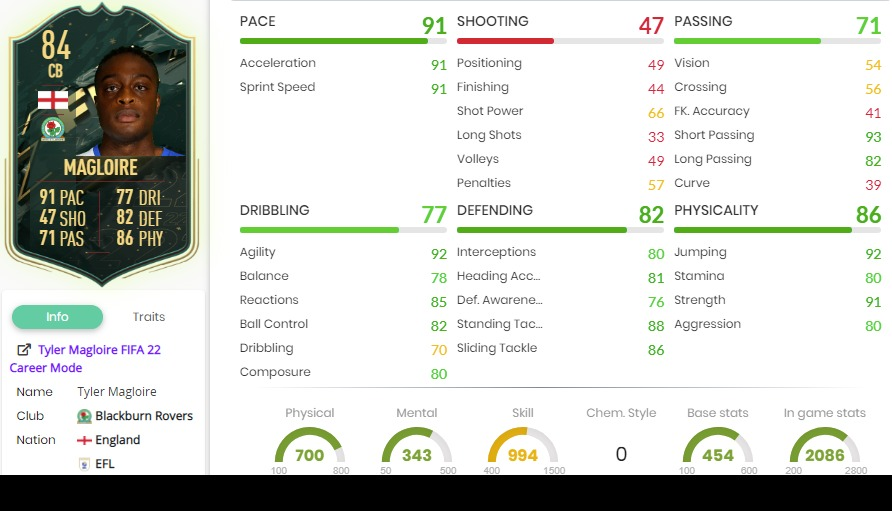 84
CB
MAGLOIRE
91 PAC 77 DRI
47 SHO 82 DEF
71 PAS 86 PHY
Info Traits
Tyler Magloire FIFA 22
Career Mode
Name Tyler Magloire
Club Blackburn Rovers
Nation England
EFL
PACE 91
Acceleration 91
Sprint Speed 91
SHOOTING 47
Positioning 49
Finishing 44
Shot Power 66
Long Shots 33
Volleys 49
Penalties 57
PASSING 71
Vision 54
Crossing 56
FK. Accuracy 41
Short Passing 93
Long Passing 82
Curve 39
DRIBBLING 77
Agility 92
Balance 78
Reactions 85
Ball Control 82
Dribbling 70
Composure 80
DEFENDING 82
Interceptions 80
Heading Acc... 81
Def. Awarene... 76
Standing Tac... 88
Sliding Tackle 86
PHYSICALITY 86
Jumping 92
Stamina 80
Strength 91
Aggression 80
Physical Mental Skill Chem. Style Base stats In game stats
700 343 994 0 454 2086
100 800 50 500 400 1500 100 600 200 2800